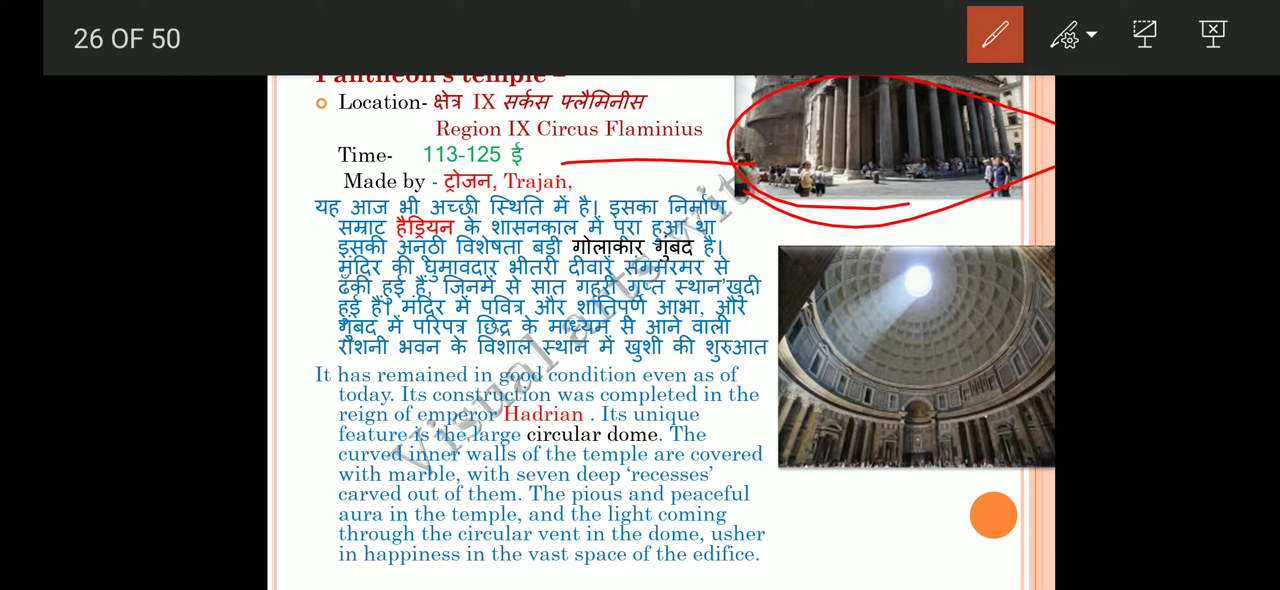 26 OF 50
Pantheon's temple –
Location- क्षेत्र IX सर्कस फ्लैमिनीस
Region IX Circus Flaminius
Time- 113-125 ई
Made by - ट्रोजन, Trajan,
यह आज भी अच्छी स्थिति में है। इसका निर्माण
सम्राट हैड्रियन के शासनकाल में पूरा हुआ था
इसकी अनूठी विशेषता बड़ी गोलाकार गुंबद है।
मंदिर की घुमावदार भीतरी दीवारें संगमरमर से
ढँकी हुई हैं, जिनमें से सात गहरी गुप्त स्थान खुदी
हुई हैं। मंदिर में पवित्र और शांतिपूर्ण आभा, और
गुंबद में परिपत्र छिद्र के माध्यम से आने वाली
रोशनी भवन के विशाल स्थान में खुशी की शुरुआत
It has remained in good condition even as of
today. Its construction was completed in the
reign of emperor Hadrian . Its unique
feature is the large circular dome. The
curved inner walls of the temple are covered
with marble, with seven deep ‘recesses’
carved out of them. The pious and peaceful
aura in the temple, and the light coming
through the circular vent in the dome, usher
in happiness in the vast space of the edifice.
Visual arts with